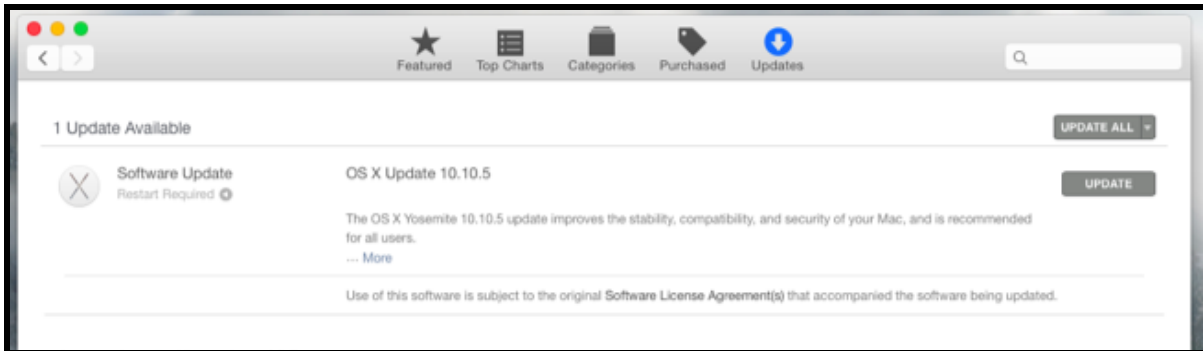 Featured Top Charts Categories Purchased Updates
1 Update Available
UPDATE ALL
Software Update
Restart Required
OS X Update 10.10.5
UPDATE
The OS X Yosemite 10.10.5 update improves the stability, compatibility, and security of your Mac, and is recommended
for all users.
... More
Use of this software is subject to the original Software License Agreement(s) that accompanied the software being updated.